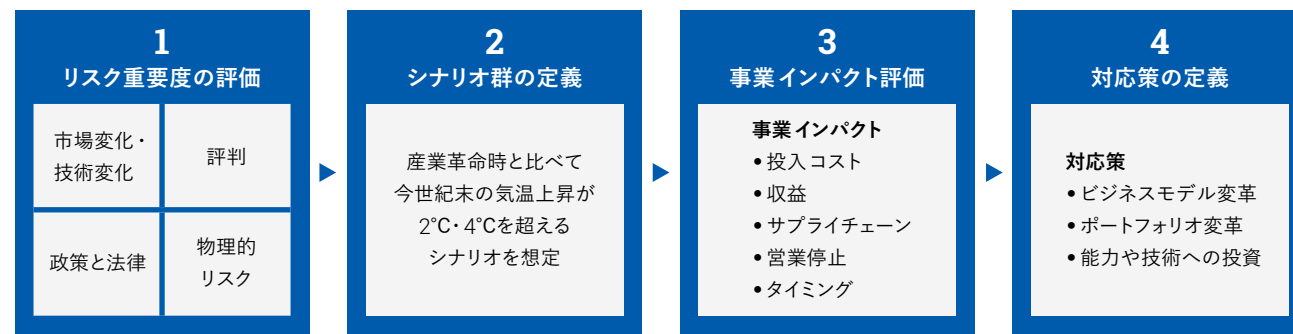 1
リスク重要度の評価
市場変化・
技術変化
評判
政策と法律
物理的
リスク
2
シナリオ群の定義
産業革命時と比べて
今世紀末の気温上昇が
2℃・4℃を超える
シナリオを想定
3
事業インパクト評価
事業インパクト
•投入コスト
•収益
•サプライチェーン
•営業停止
•タイミング
4
対応策の定義
対応策
•ビジネスモデル変革
•ポートフォリオ変革
•能力や技術への投資